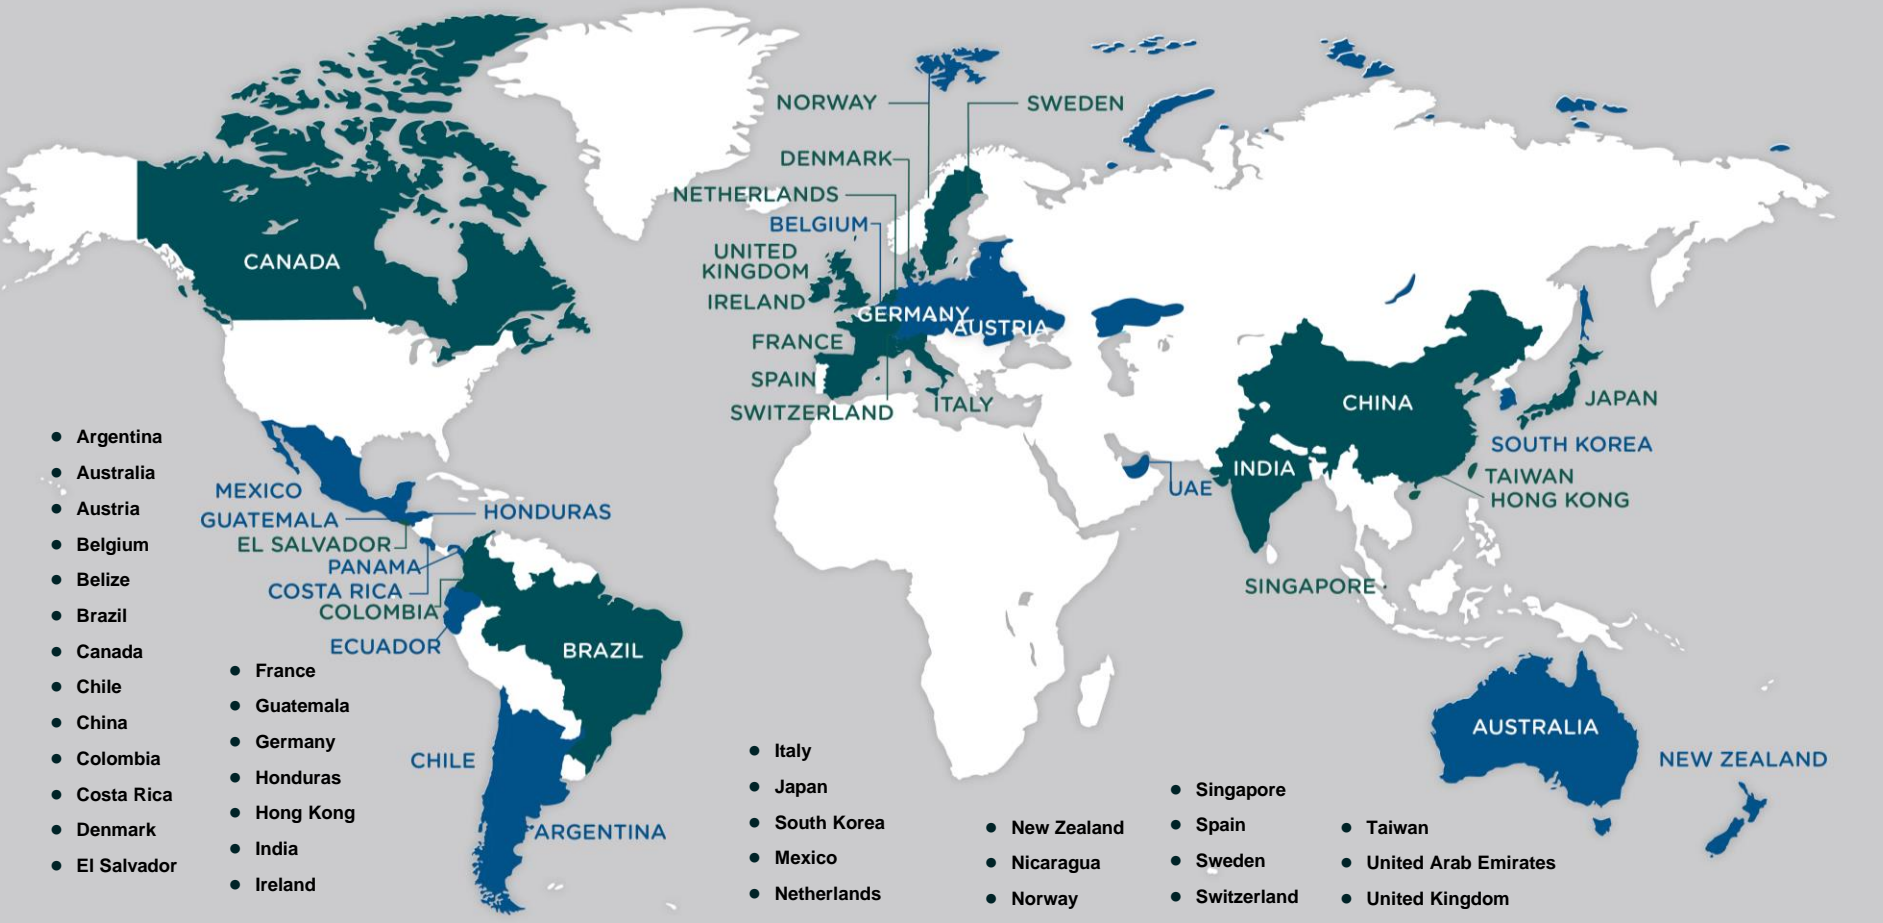 NORWAY
SWEDEN
DENMARK
NETHERLANDS
BELGIUM
UNITED
KINGDOM
IRELAND
GERMANY
AUSTRIA
FRANCE
SPAIN
SWITZERLAND
ITALY
CANADA
CHINA
JAPAN
SOUTH KOREA
INDIA
TAIWAN
HONG KONG
UAE
SINGAPORE
MEXICO
GUATEMALA
HONDURAS
EL SALVADOR
PANAMA
COSTA RICA
COLOMBIA
ECUADOR
BRAZIL
CHILE
ARGENTINA
AUSTRALIA
NEW ZEALAND
● Argentina
● Australia
● Austria
● Belgium
● Belize
● Brazil
● Canada
● Chile
● China
● Colombia
● Costa Rica
● Denmark
● El Salvador
● France
● Guatemala
● Germany
● Honduras
● Hong Kong
● India
● Ireland
● Italy
● Japan
● South Korea
● Mexico
● Netherlands
● New Zealand
● Nicaragua
● Norway
● Singapore
● Spain
● Sweden
● Switzerland
● Taiwan
● United Arab Emirates
● United Kingdom